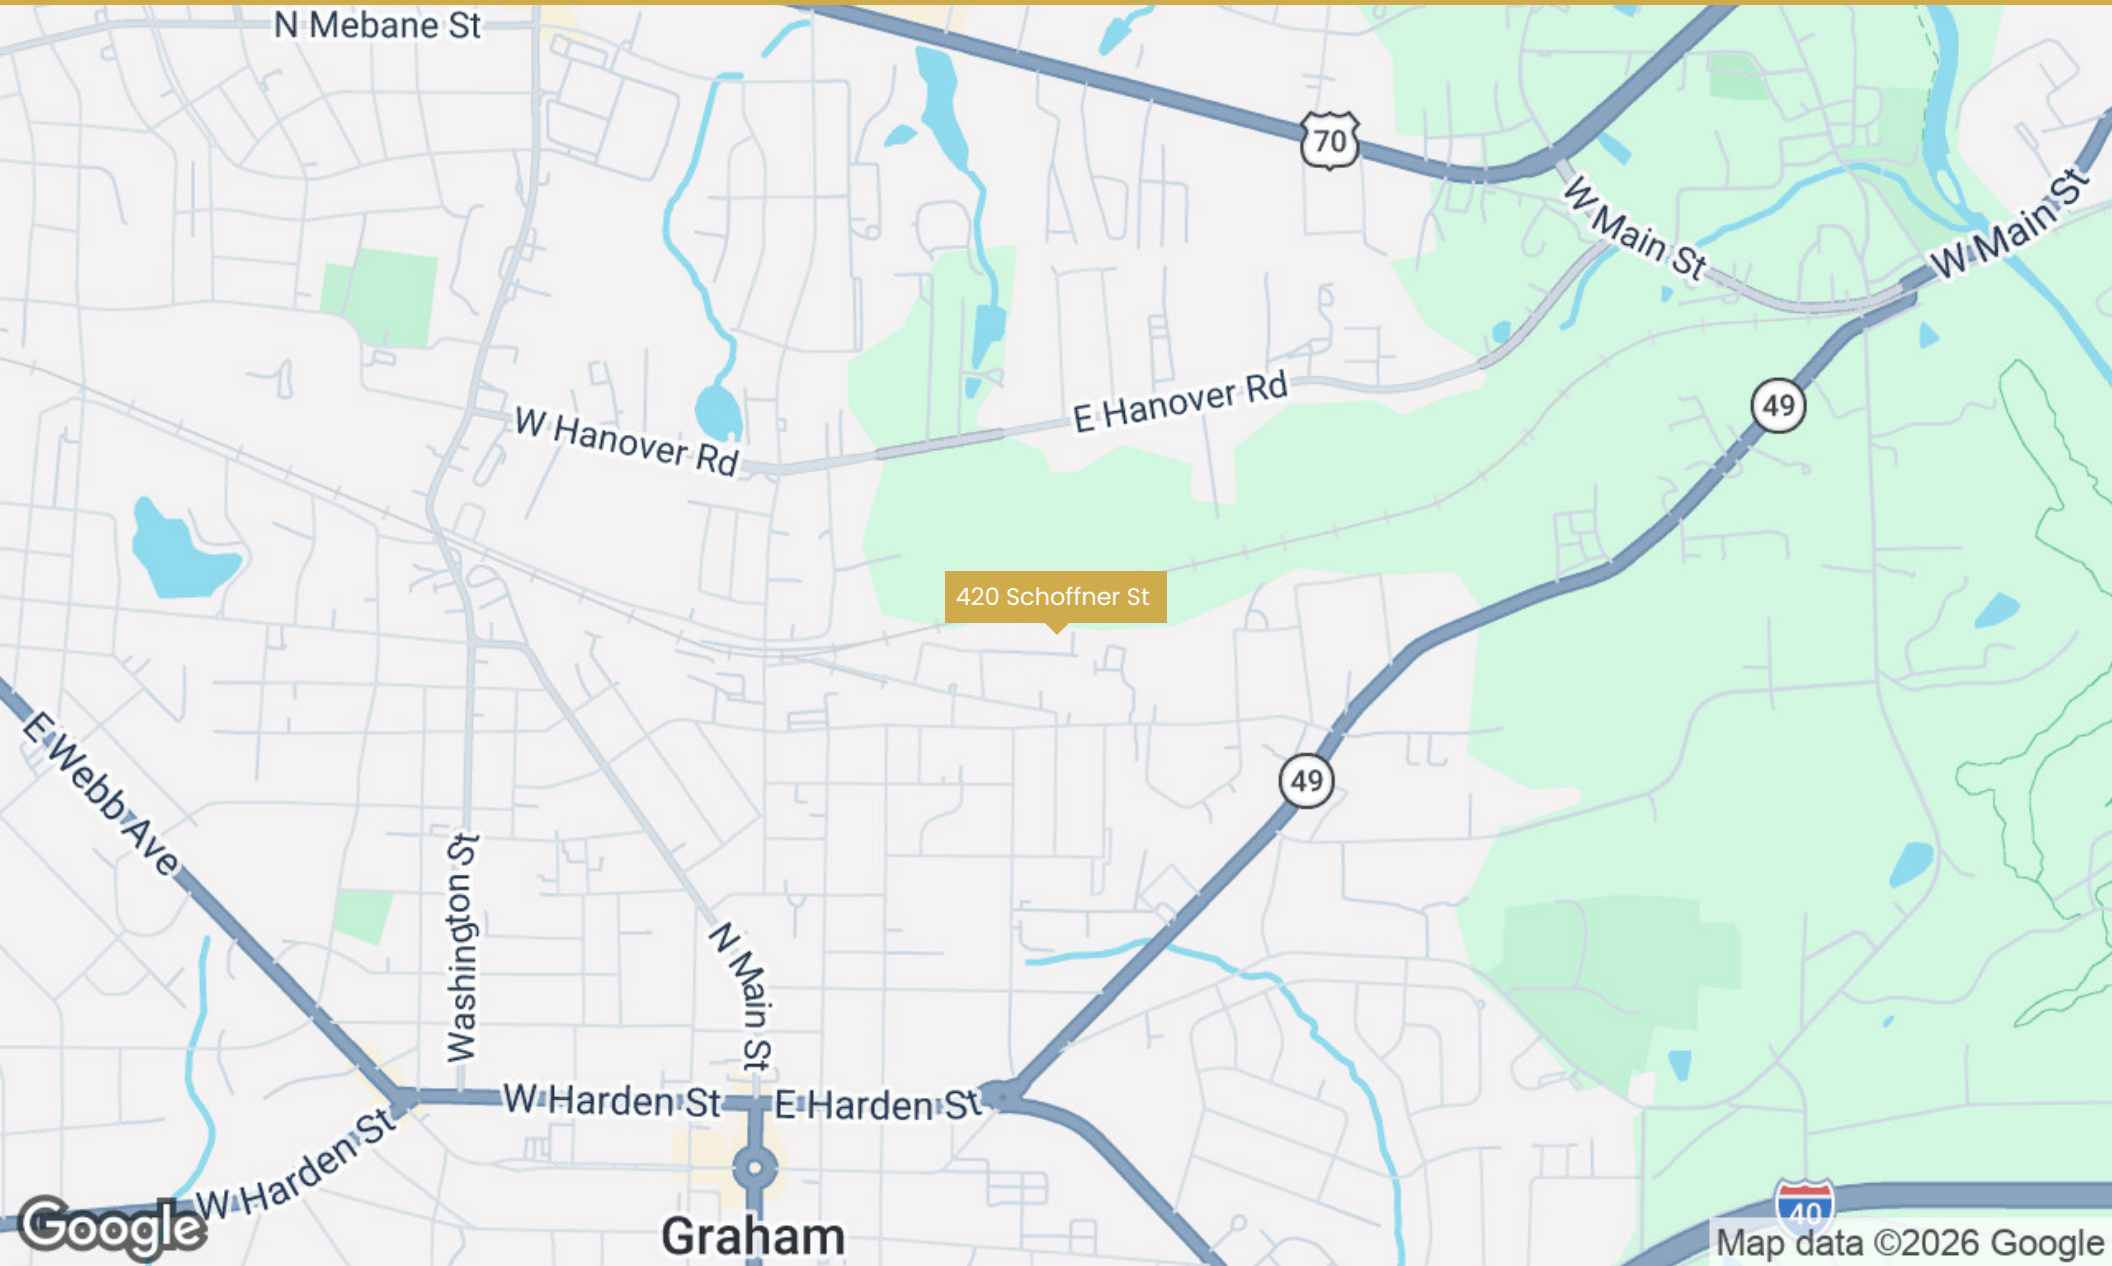 N Mebane St
70
W Main St
W Main St
E Hanover Rd
49
W Hanover Rd
420 Schoffner St
E Webb Ave
49
Washington St
N Main St
W Harden St
E Harden St
W Harden St
40
Google
Graham
Map data ©2026 Google